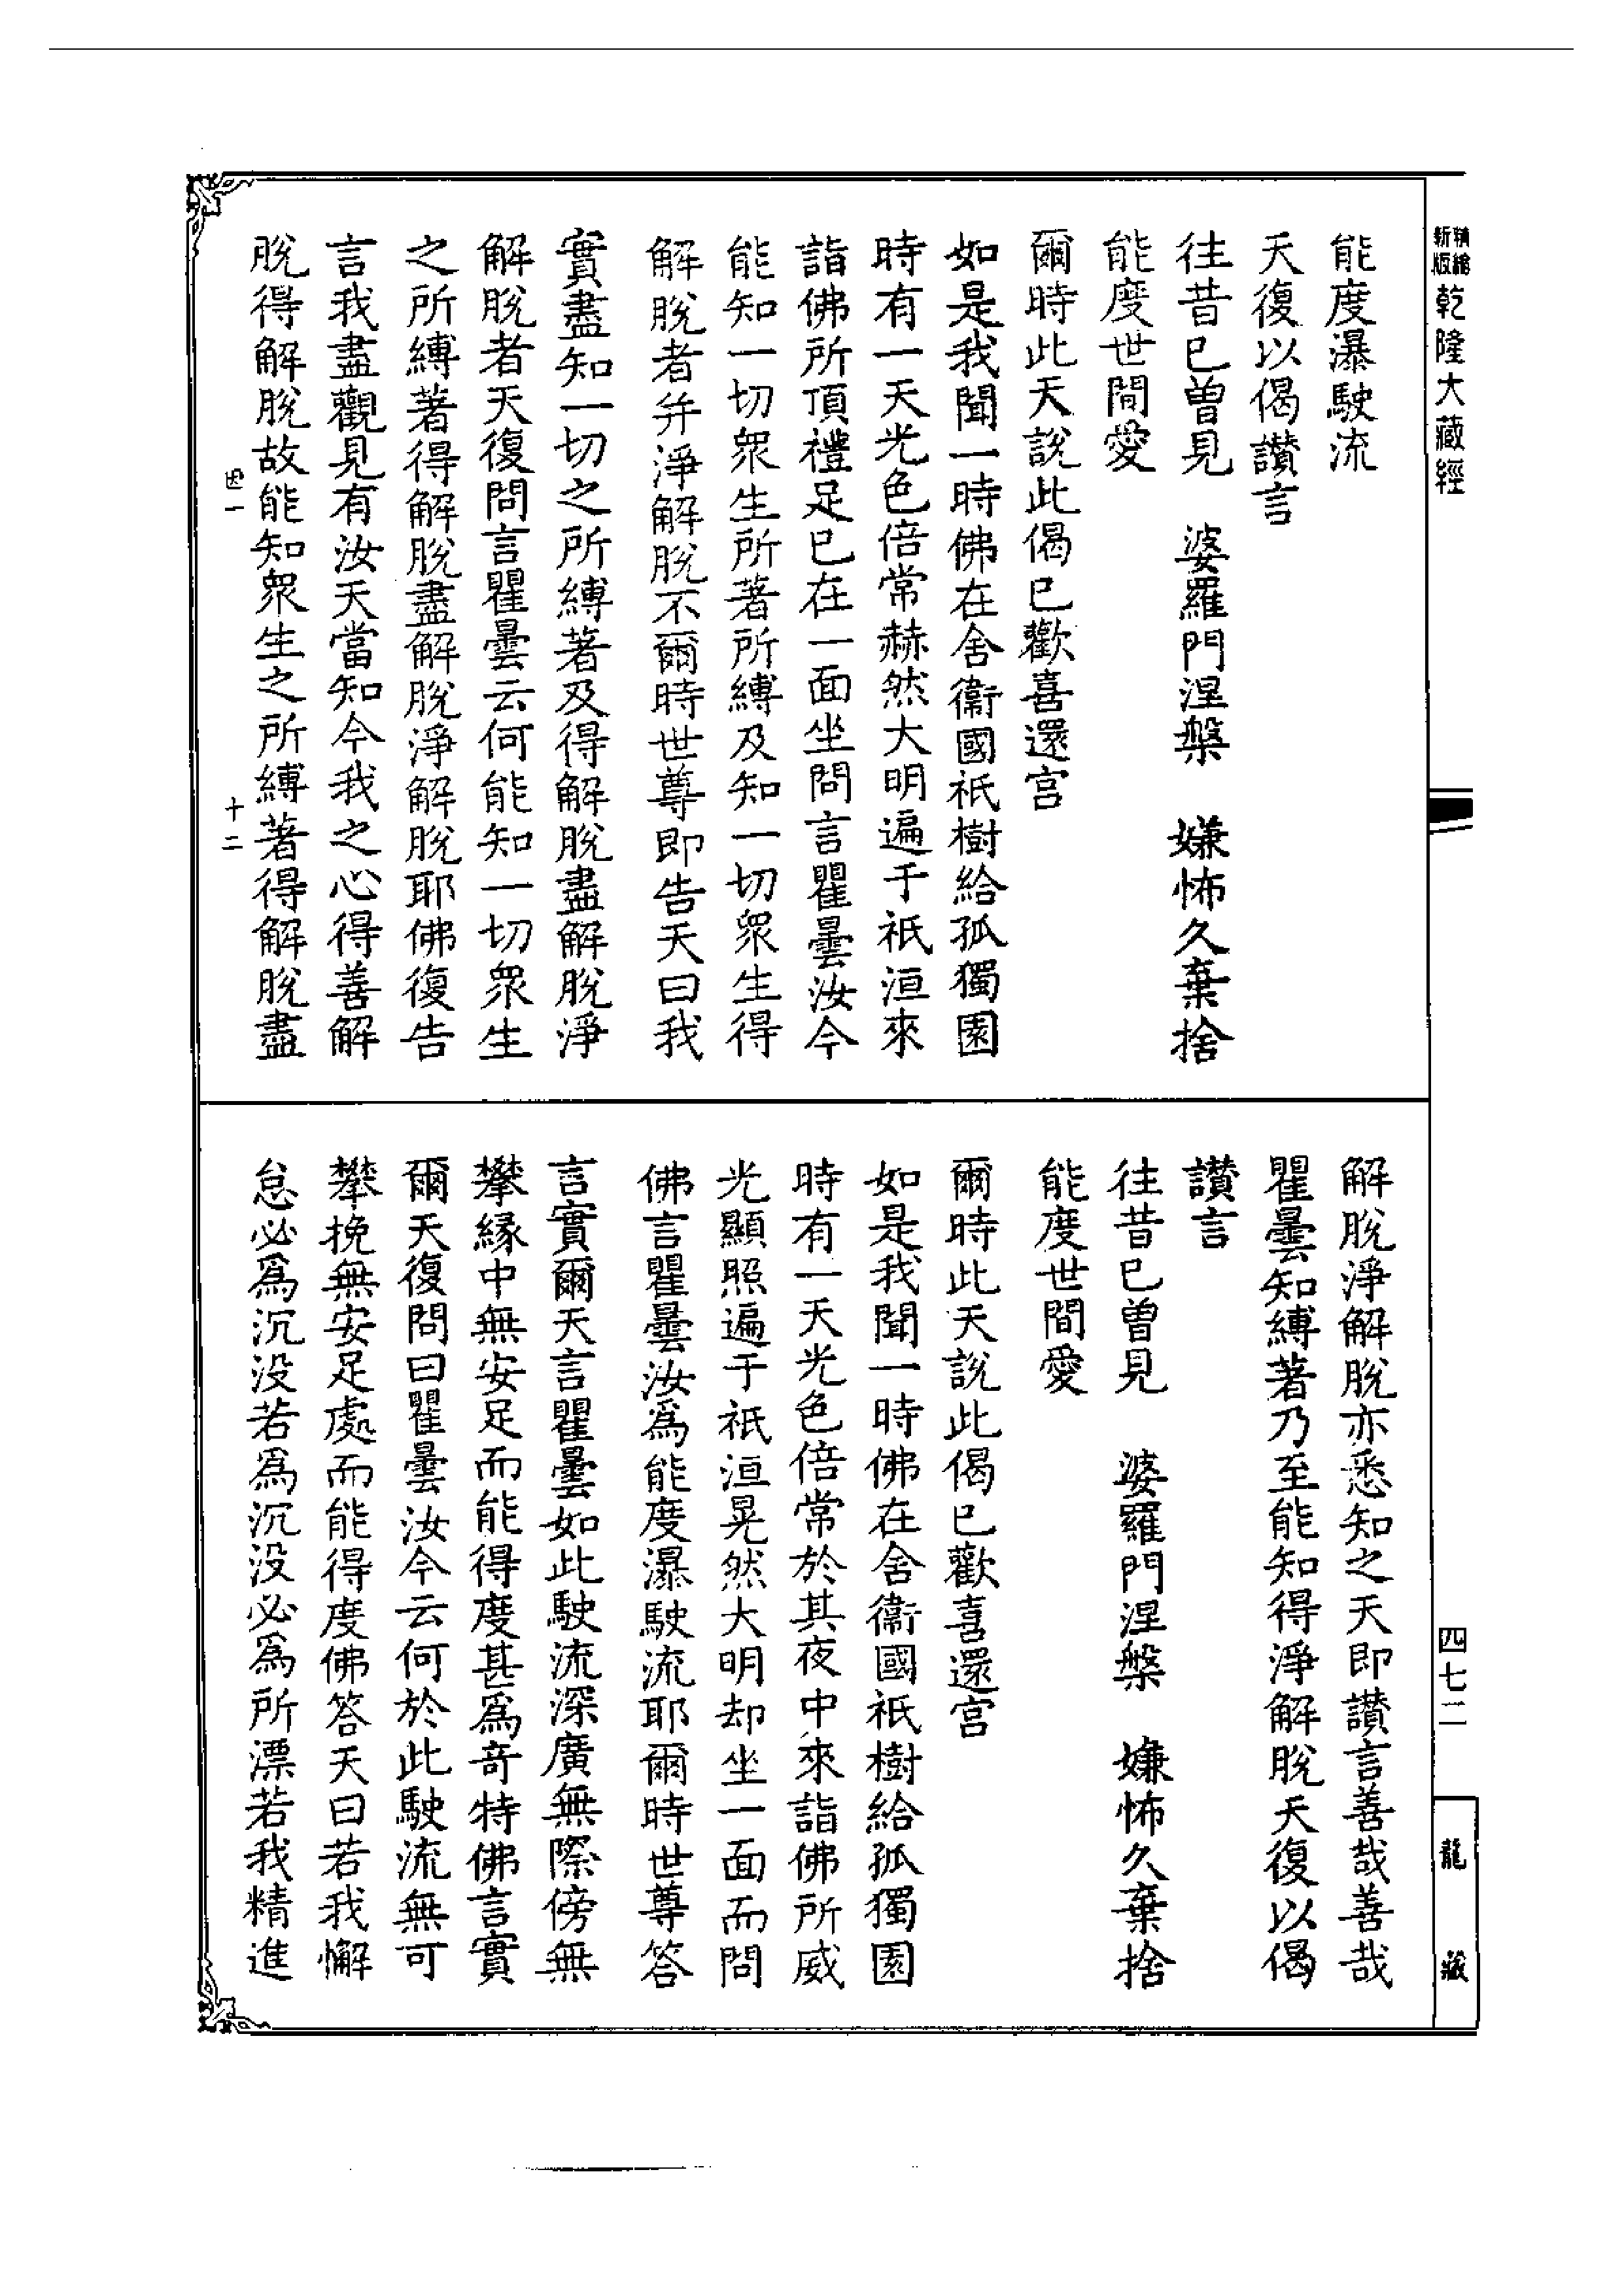 精縮新版
乾隆大藏經
能度瀑駛流
天復以偈讃言
往昔已曾見　婆羅門涅槃　嫌怖久棄捨
能度世間愛
爾時此天說此偈已歡喜還宫
如是我聞一時佛在舍衞國祇樹給孤獨園
時有一天光色倍常赫然大明遍于祇洹來
詣佛所頂禮足已在一面坐問言瞿曇汝今
能知一切衆生所著所縛及知一切衆生得
解脫者并淨解脫不爾時世尊即告天曰我
實盡知一切之所縛著及得解脫盡解脫淨
解脫者天復問言瞿曇云何能知一切衆生
之所縛著得解脫盡解脫淨解脫耶佛復告
言我盡觀見有汝天當知今我之心得善解
脫得解脫故能知衆生之所縛著得解脫盡
因一　十二
解脫淨解脫亦悉知之天即讃言善哉善哉
瞿曇知縛著乃至能知得淨解脫天復以偈
讃言
往昔已曾見　婆羅門涅槃　嫌怖久棄捨
能度世間愛
爾時此天說此偈已歡喜還宫
如是我聞一時佛在舍衞國祇樹給孤獨園
時有一天光色倍常於其夜中來詣佛所威
光顯照遍于祇洹晃然大明却坐一面而問
佛言瞿曇汝爲能度瀑駛流耶爾時世尊答
言實爾天言瞿曇如此駛流深廣無際傍無
攀緣中無安足而能得度甚爲竒特佛言實
爾天復問曰瞿曇汝今云何於此駛流無可
攀挽無安足處而能得度佛答天曰若我懈
怠必爲沉没若爲沉没必爲所漂若我精進
四七二
龍藏